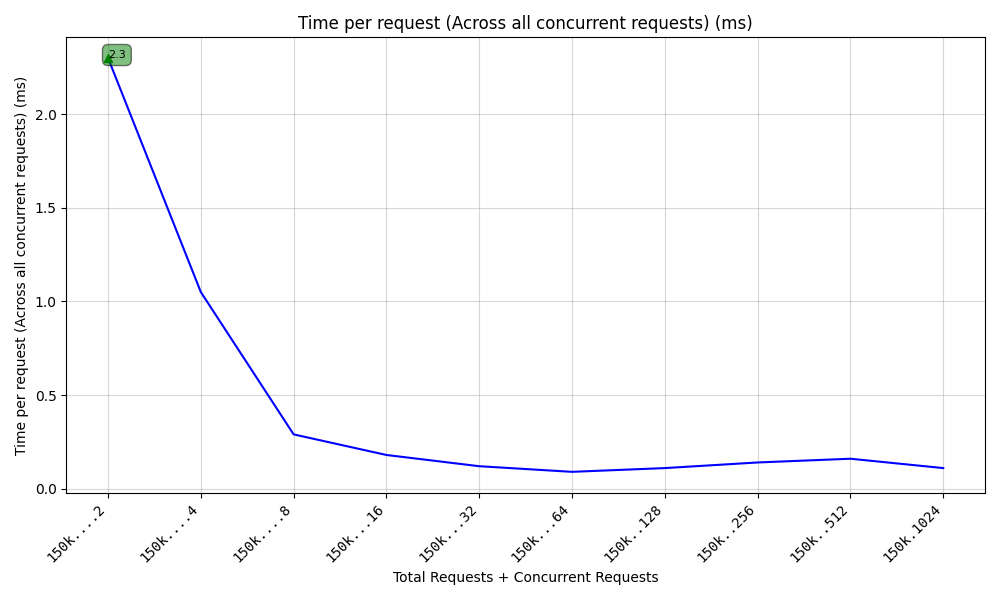 Time per request (Across all concurrent requests) (ms)
2.3
Time per request (Across all concurrent requests) (ms)
2.0
1.5
1.0
0.5
0.0
150k....2
150k....4
150k....8
150k...16
150k...32
150k...64
150k..128
150k..256
150k..512
150k.1024
Total Requests + Concurrent Requests